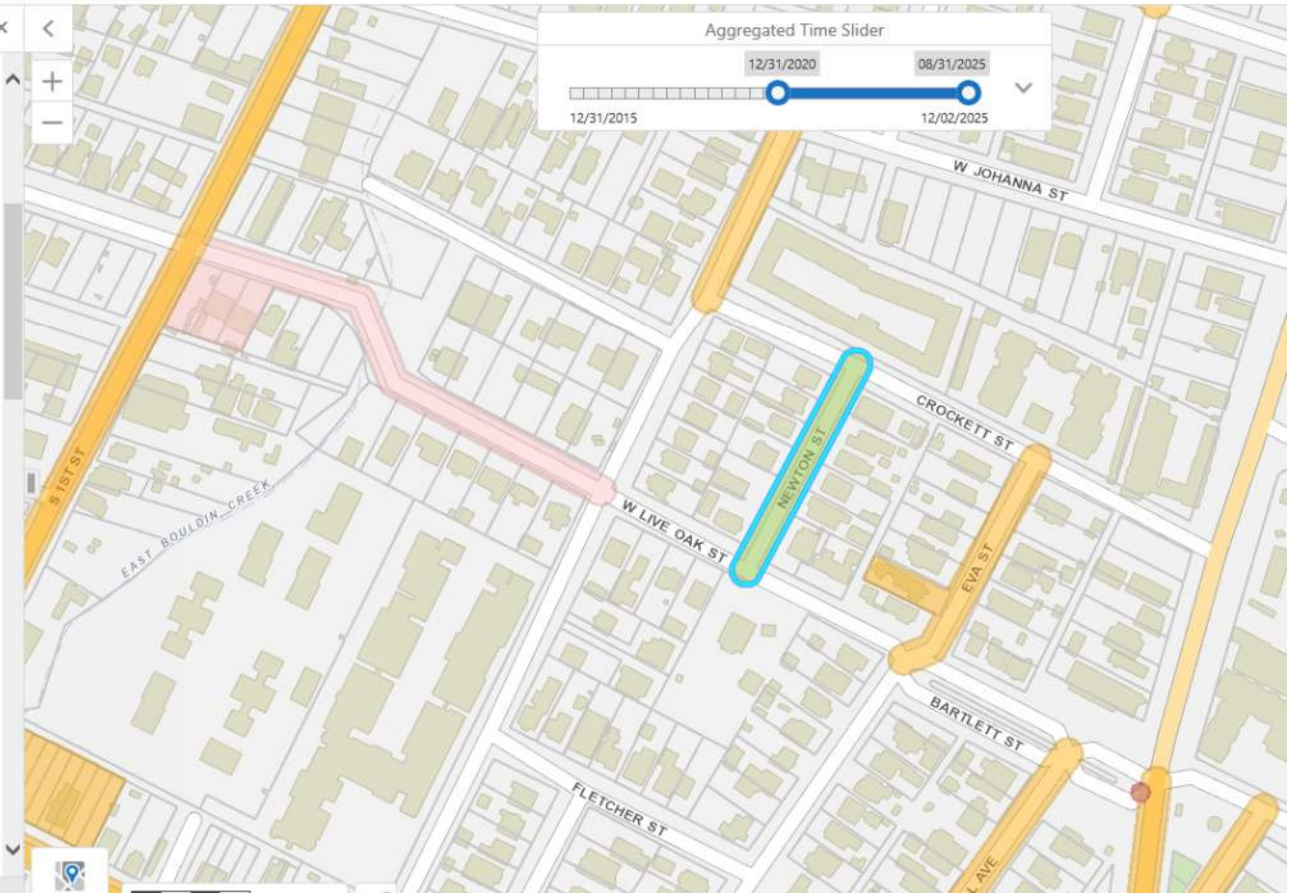 Aggregated Time Slider
12/31/2020
08/31/2025
12/31/2015
12/02/2025
W JOHANNA ST
CROCKETT ST
NEWTON ST
S 1ST ST
EAST BOULDIN CREEK
W LIVE OAK ST
EVA ST
BARTLETT ST
FLETCHER ST
L AVE